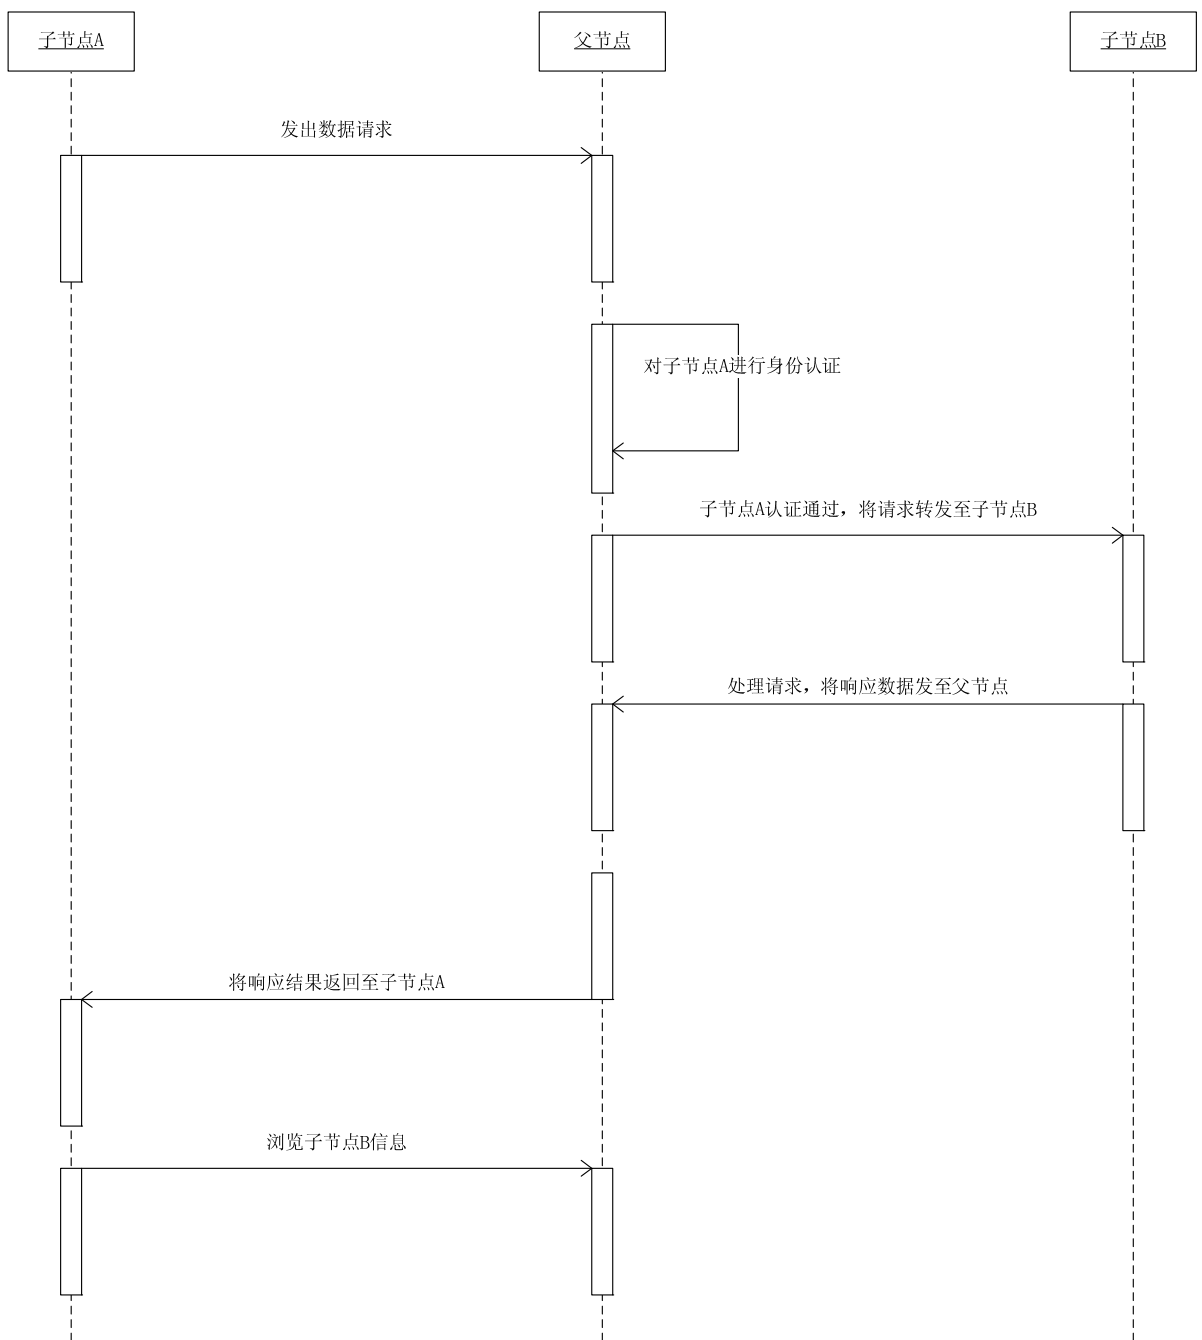 子节点A
父节点
子节点B
发出数据请求
对子节点A进行身份认证
子节点A认证通过，将请求转发至子节点B
处理请求，将响应数据发至父节点
将响应结果返回至子节点A
浏览子节点B信息